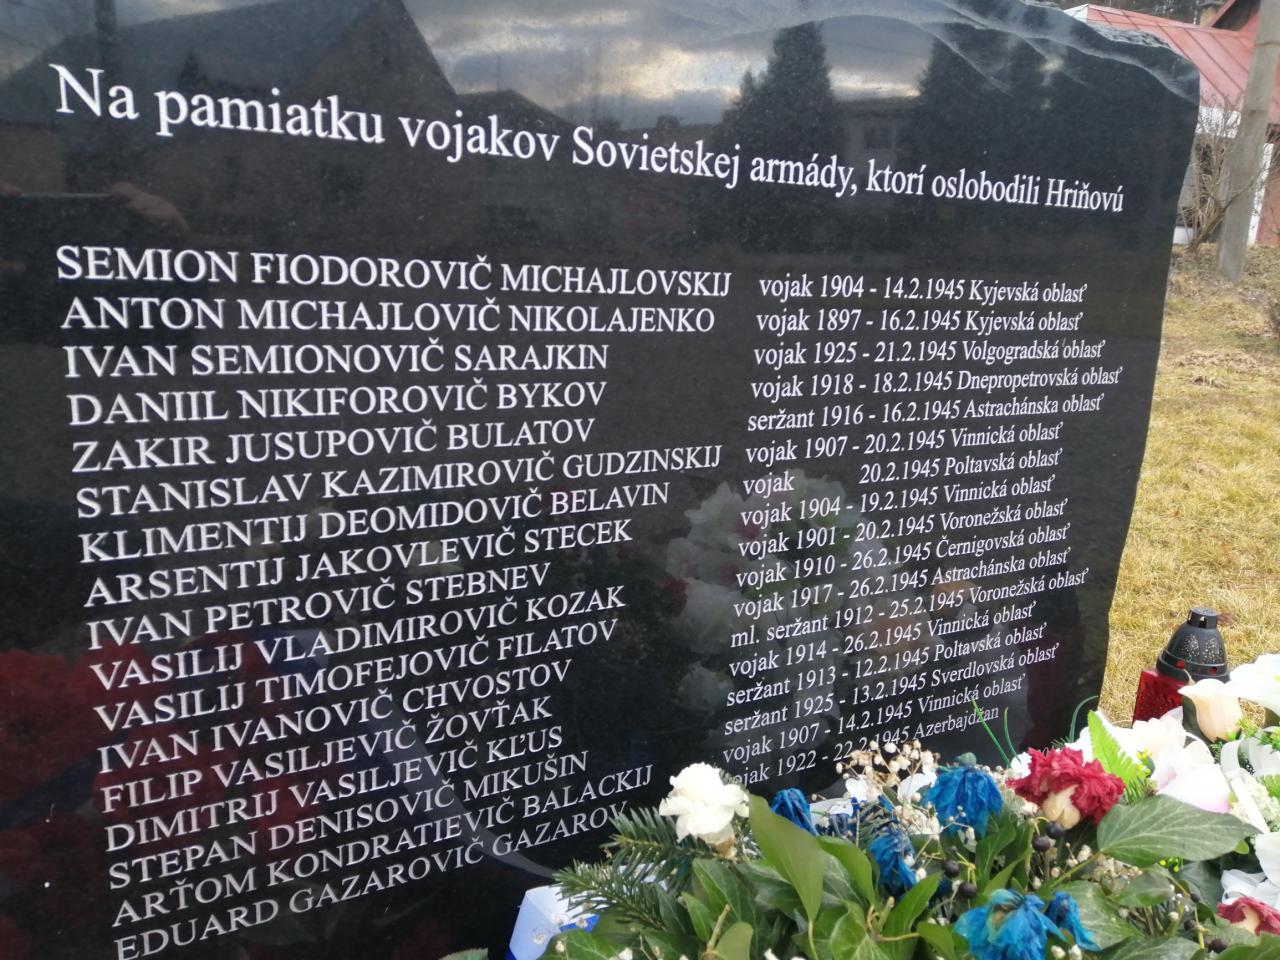 Na pamiatku vojakov Sovietskej armády, ktorí oslobodili Hriňovú
SEMION FIODOROVIČ MICHAJLOVSKIJ vojak 1904 - 14.2.1945 Kyjevská oblasť
ANTON MICHAJLOVIČ NIKOLAJENKO vojak 1897 - 16.2.1945 Kyjevská oblasť
IVAN SEMIONOVIČ SARAJKIN vojak 1925 - 21.2.1945 Volgogradská oblasť
DANIIL NIKIFOROVIČ BYKOV vojak 1918 - 18.2.1945 Dnepropetrovská oblasť
ZAKIR JUSUPOVIČ BULATOV seržant 1916 - 16.2.1945 Astrachánska oblasť
STANISLAV KAZIMIROVIČ GUDZINSKIJ vojak 1907 - 20.2.1945 Vinnická oblasť
KLIMENTIJ DEOMIDOVIČ BELAVIN vojak 20.2.1945 Poltavská oblasť
ARSENTIJ JAKOVLEVIČ STECEK vojak 1904 - 19.2.1945 Vinnická oblasť
IVAN PETROVIČ STEBNEV vojak 1901 - 20.2.1945 Voronežská oblasť
VASILIJ VLADIMIROVIČ KOZAK vojak 1910 - 26.2.1945 Černigovská oblasť
VASILIJ TIMOFEJOVIČ FILATOV vojak 1917 - 26.2.1945 Astrachánska oblasť
IVAN IVANOVIČ CHVOSTOV ml. seržant 1912 - 25.2.1945 Voronežská oblasť
FILIP VASILJEVIČ ŽOVŤAK vojak 1914 - 26.2.1945 Vinnická oblasť
DIMITRIJ VASILJEVIČ KĽUS seržant 1913 - 12.2.1945 Poltavská oblasť
STEPAN DENISOVIČ MIKUŠIN seržant 1925 - 13.2.1945 Sverdlovská oblasť
ARŤOM KONDRATIEVIČ BALACKIJ vojak 1907 - 14.2.1945 Vinnická oblasť
EDUARD GAZAROVIČ GAZAROV vojak 1922 - 22.2.1945 Azerbajdžan